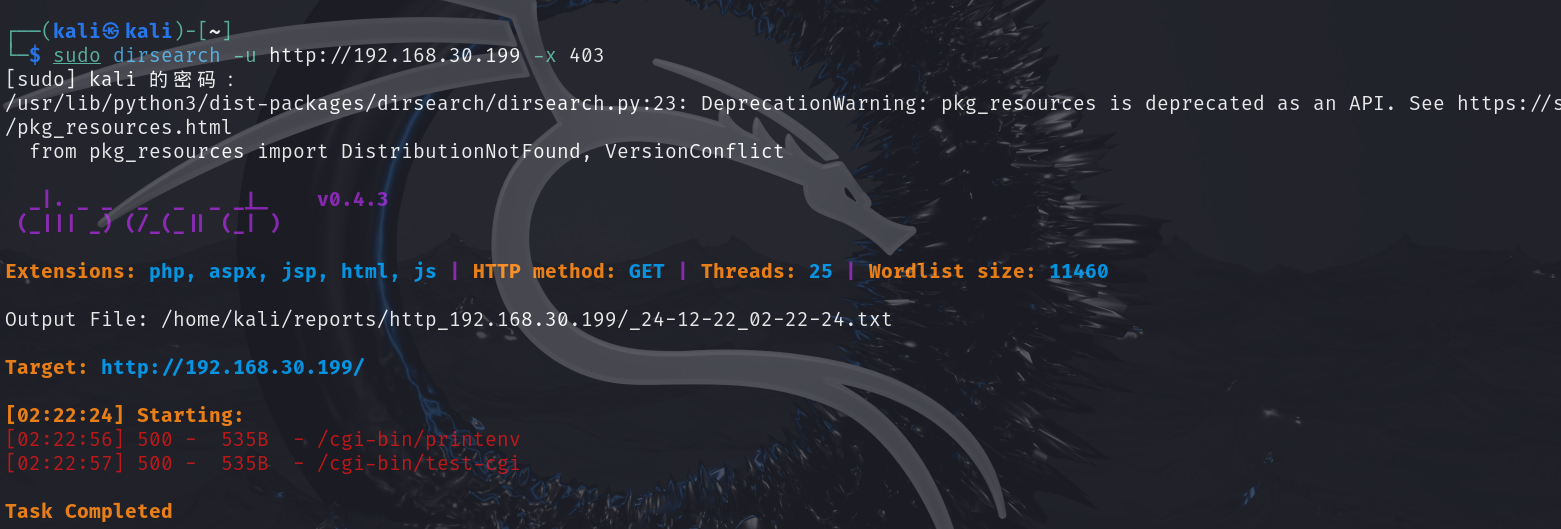 ┌──(kali㉿kali)-[~]
└─$ sudo dirsearch -u http://192.168.30.199 -x 403
[sudo] kali 的密码：
/usr/lib/python3/dist-packages/dirsearch/dirsearch.py:23: DeprecationWarning: pkg_resources is deprecated as an API. See https://s
/pkg_resources.html
  from pkg_resources import DistributionNotFound, VersionConflict
  _|. _ _  _  _  _ _|_    v0.4.3
 (_||| _) (/_(_|| (_| )
Extensions: php, aspx, jsp, html, js | HTTP method: GET | Threads: 25 | Wordlist size: 11460
Output File: /home/kali/reports/http_192.168.30.199/_24-12-22_02-22-24.txt
Target: http://192.168.30.199/
[02:22:24] Starting:
[02:22:56] 500 -  535B  - /cgi-bin/printenv
[02:22:57] 500 -  535B  - /cgi-bin/test-cgi
Task Completed